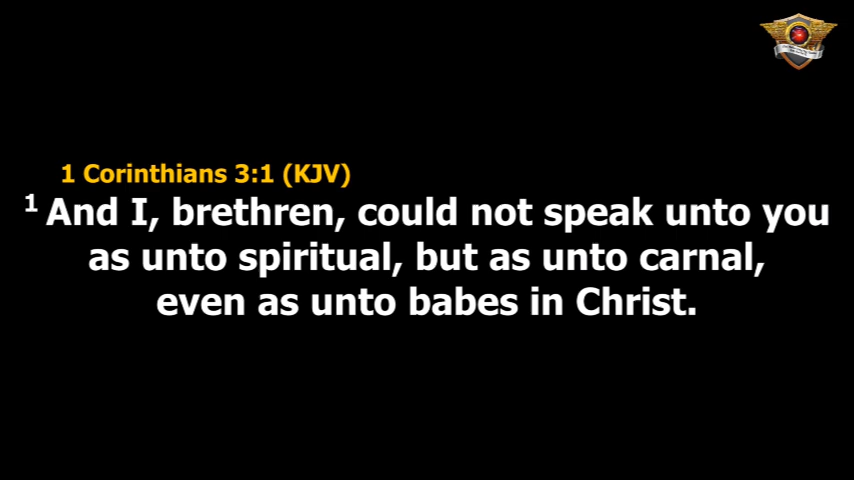 1 Corinthians 3:1 (KJV)
1 And I, brethren, could not speak unto you
as unto spiritual, but as unto carnal,
even as unto babes in Christ.